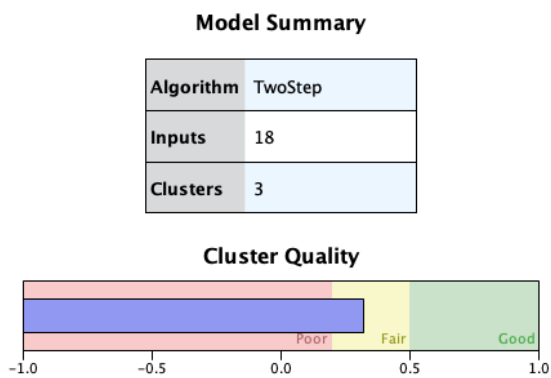 Model Summary
Algorithm TwoStep
Inputs 18
Clusters 3
Cluster Quality
Poor Fair Good
-1.0 -0.5 0.0 0.5 1.0